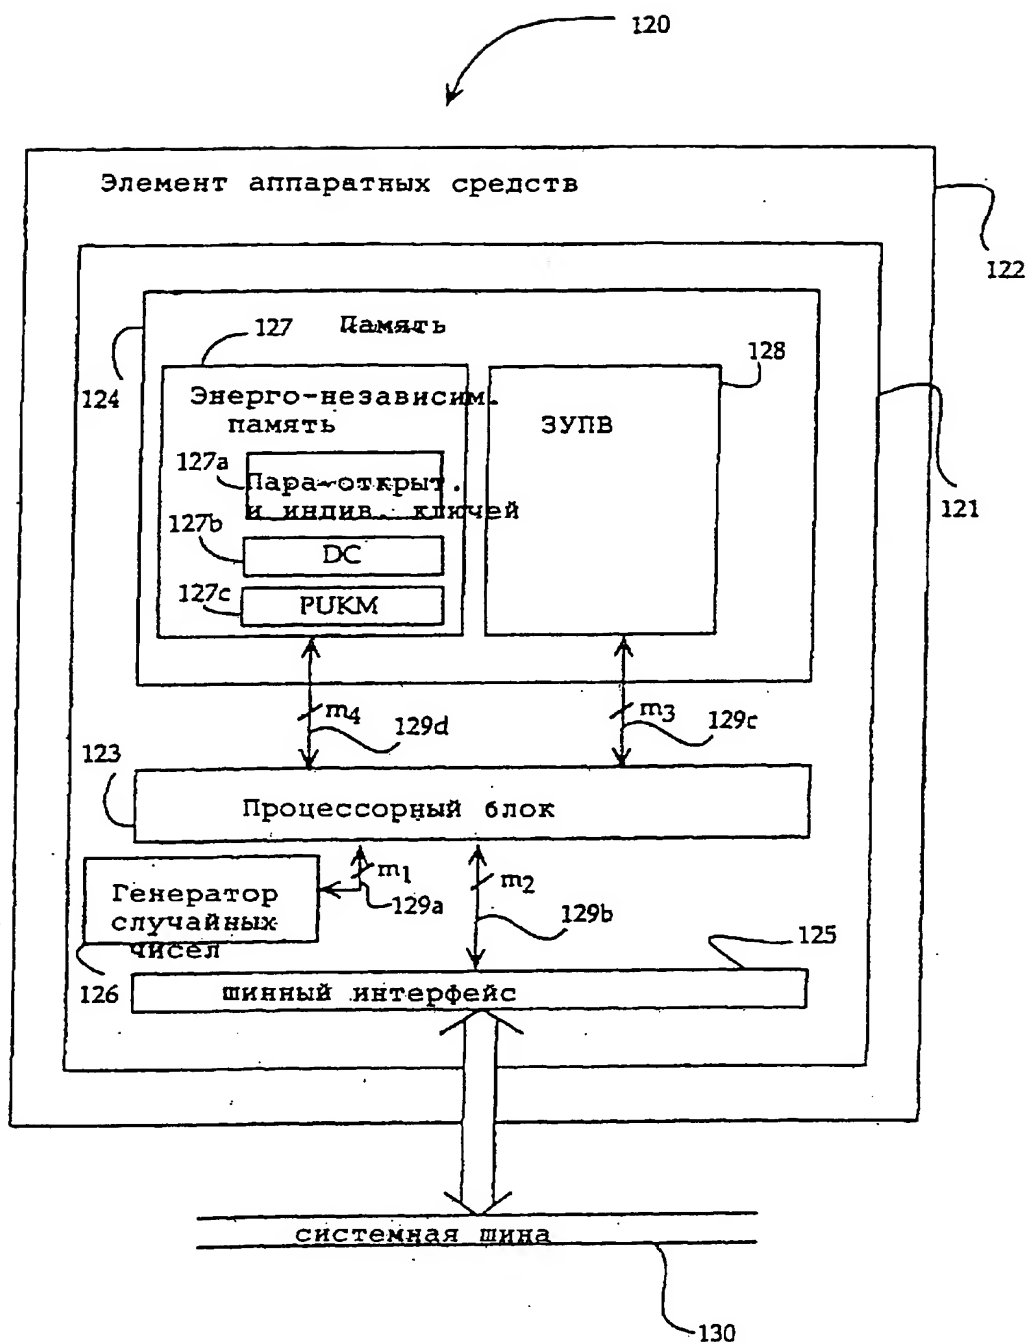 120
Элемент аппаратных средств
122
127
Память
124
128
Энерго-независим.
память
ЗУПВ
127a
Пара-открыт.
и индив. ключей
121
127b
DC
127c
PUKM
m4
129d
m3
129c
123
Процессорный блок
m1
m2
Генератор
случайных
чисел
129a
129b
125
126
шинный интерфейс
системная шина
130